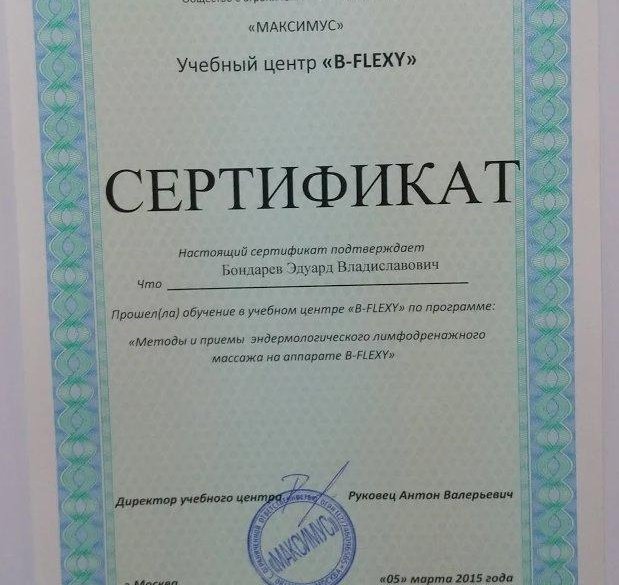 «МАКСИМУС»
Учебный центр «B-FLEXY»
СЕРТИФИКАТ
Настоящий сертификат подтверждает
Бондарев Эдуард Владиславович
Что
Прошел(ла) обучение в учебном центре «B-FLEXY» по программе:
«Методы и приемы эндермологического лимфодренажного
массажа на аппарате B-FLEXY»
Директор учебного центра Руковец Антон Валерьевич
«МАКСИМУС»
г.Москва «05» марта 2015 года